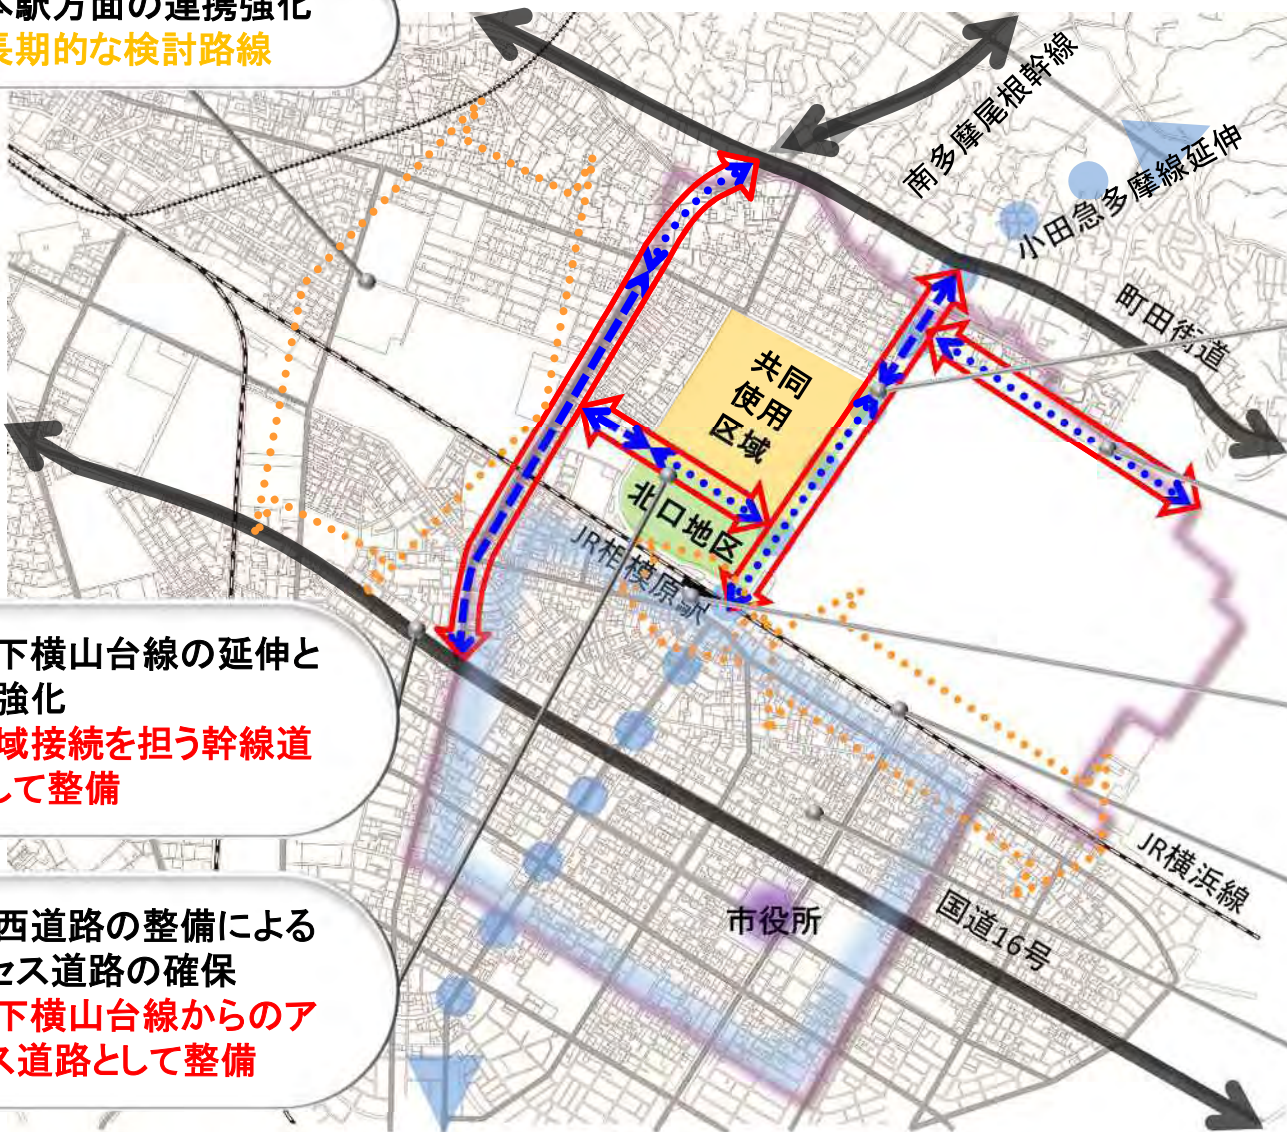 本駅方面の連携強化
長期的な検討路線
南多摩尾根幹線
小田急多摩線延伸
町田街道
共同
使用
区域
北口地区
JR相模原駅
下横山台線の延伸と
強化
域接続を担う幹線道
して整備
西道路の整備による
セス道路の確保
下横山台線からのア
ス道路として整備
市役所
国道16号
JR横浜線